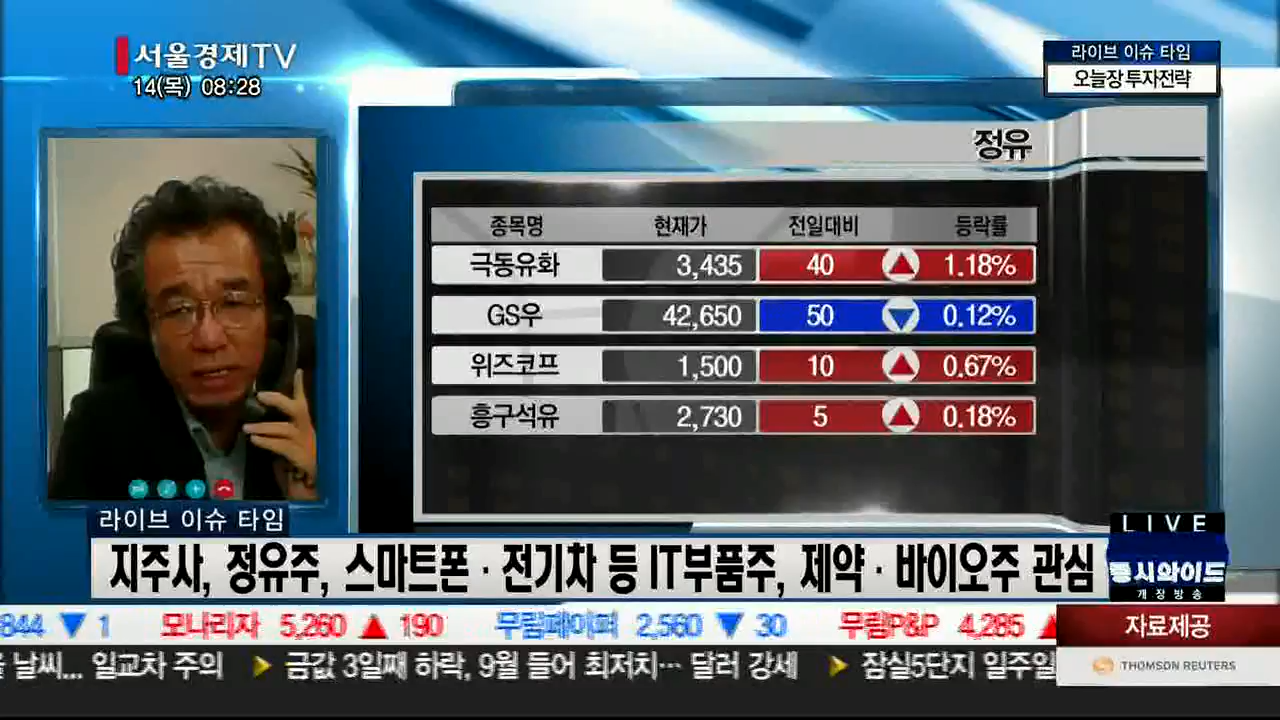 서울경제TV
14(목) 08:28
라이브 이슈 타임
오늘장 투자전략
정유
종목명 현재가 전일대비 등락률
극동유화 3,435 40 ▲ 1.18%
GS우 42,650 50 ▼ 0.12%
위즈코프 1,500 10 ▲ 0.67%
흥구석유 2,730 5 ▲ 0.18%
라이브 이슈 타임
지주사, 정유주, 스마트폰·전기차 등 IT부품주, 제약·바이오주 관심
LIVE
증시와이드
개장방송
844 ▼ 1 모나리자 5,260 ▲ 190 무림페이퍼 2,560 ▼ 30 무림P&P 4,285 ▲
자료제공
날씨... 일교차 주의 ▶ 금값 3일째 하락, 9월 들어 최저치… 달러 강세 ▶ 잠실5단지 일주일
THOMSON REUTERS